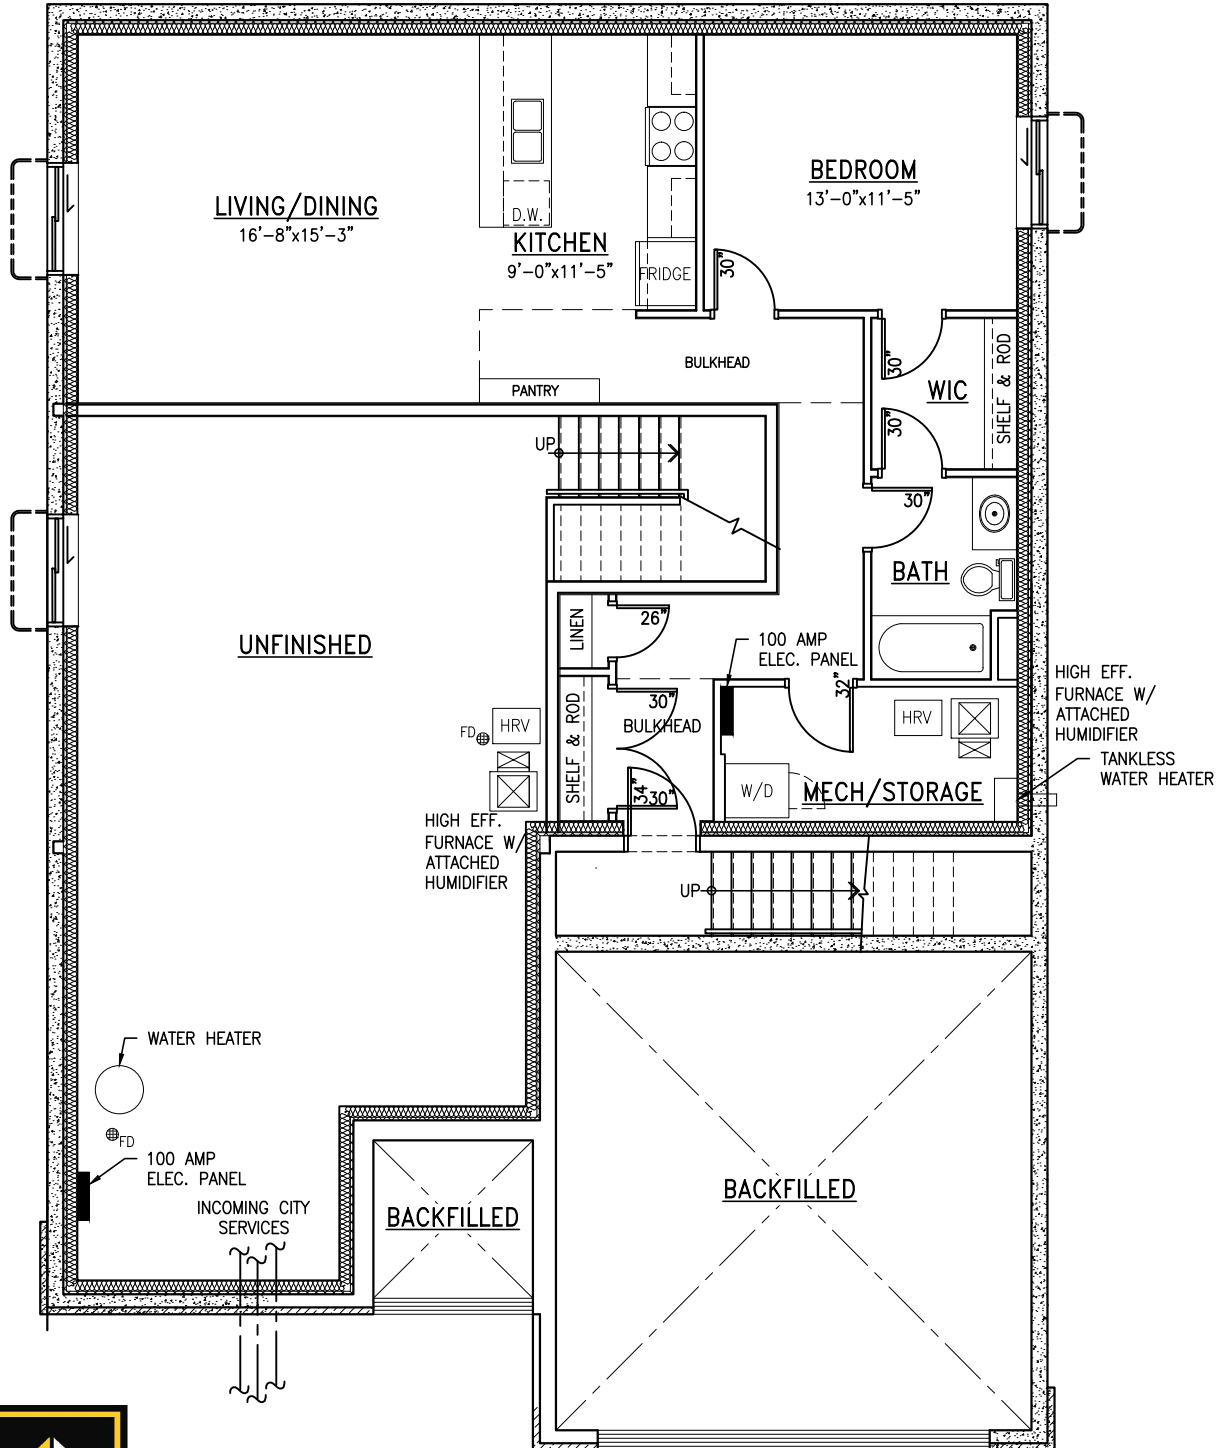 LIVING/DINING
16'-8"x15'-3"
D.W.
KITCHEN
9'-0"x11'-5"
FRIDGE
BEDROOM
13'-0"x11'-5"
30"
BULKHEAD
PANTRY
30"
WIC
SHELF & ROD
30"
UP
30"
BATH
UNFINISHED
LINEN
26"
100 AMP
ELEC. PANEL
32"
HIGH EFF.
FURNACE W/
ATTACHED
HUMIDIFIER
30"
BULKHEAD
SHELF & ROD
FD
HRV
HRV
TANKLESS
WATER HEATER
W/D
MECH/STORAGE
34"
30"
HIGH EFF.
FURNACE W/
ATTACHED
HUMIDIFIER
UP
WATER HEATER
FD
100 AMP
ELEC. PANEL
INCOMING CITY
SERVICES
BACKFILLED
BACKFILLED